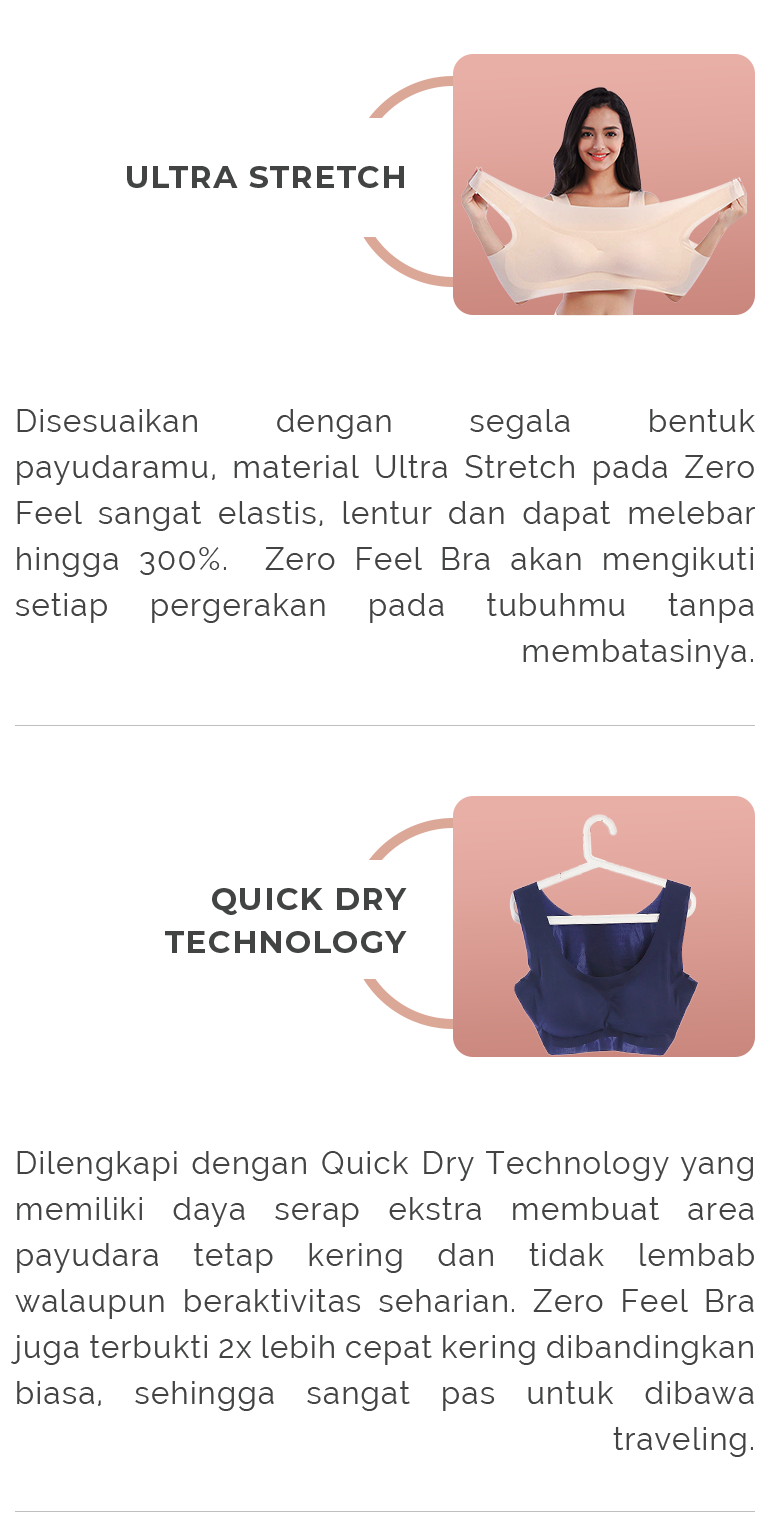 ULTRA STRETCH
Disesuaikan dengan segala bentuk
payudaramu, material Ultra Stretch pada Zero
Feel sangat elastis, lentur dan dapat melebar
hingga 300%. Zero Feel Bra akan mengikuti
setiap pergerakan pada tubuhmu tanpa
membatasinya.
QUICK DRY
TECHNOLOGY
Dilengkapi dengan Quick Dry Technology yang
memiliki daya serap ekstra membuat area
payudara tetap kering dan tidak lembab
walaupun beraktivitas seharian. Zero Feel Bra
juga terbukti 2x lebih cepat kering dibandingkan
biasa, sehingga sangat pas untuk dibawa
traveling.